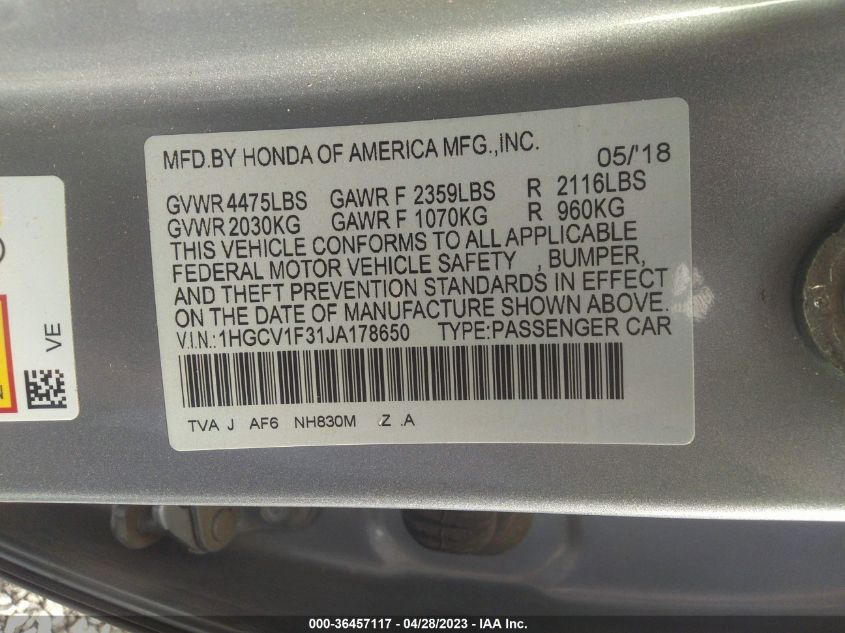 MFD.BY HONDA OF AMERICA MFG.,INC. 05/'18
GVWR 4475LBS GAWR F 2359LBS R 2116LBS
GVWR 2030KG GAWR F 1070KG R 960KG
THIS VEHICLE CONFORMS TO ALL APPLICABLE
FEDERAL MOTOR VEHICLE SAFETY , BUMPER,
AND THEFT PREVENTION STANDARDS IN EFFECT
ON THE DATE OF MANUFACTURE SHOWN ABOVE.
V.I.N.: 1HGCV1F31JA178650 TYPE:PASSENGER CAR
TVA J AF6 NH830M .Z .A
VE
000-36457117 - 04/28/2023 - IAA Inc.